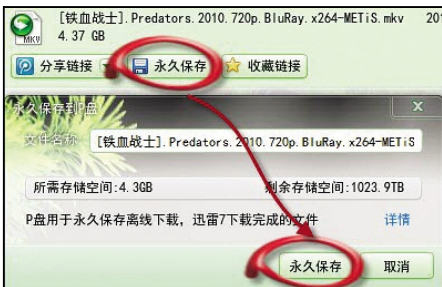 [铁血战士].Predators.2010.720p.BluRay.x264-METiS.mkv 20
4.37 GB
MKV
分享链接 永久保存 收藏链接
永久保存到P盘
文件名称 [铁血战士].Predators.2010.720p.BluRay.x264-METiS
所需存储空间:4.3GB 剩余存储空间:1023.9TB
P盘用于永久保存离线下载，迅雷7下载完成的文件 详情
永久保存 取消